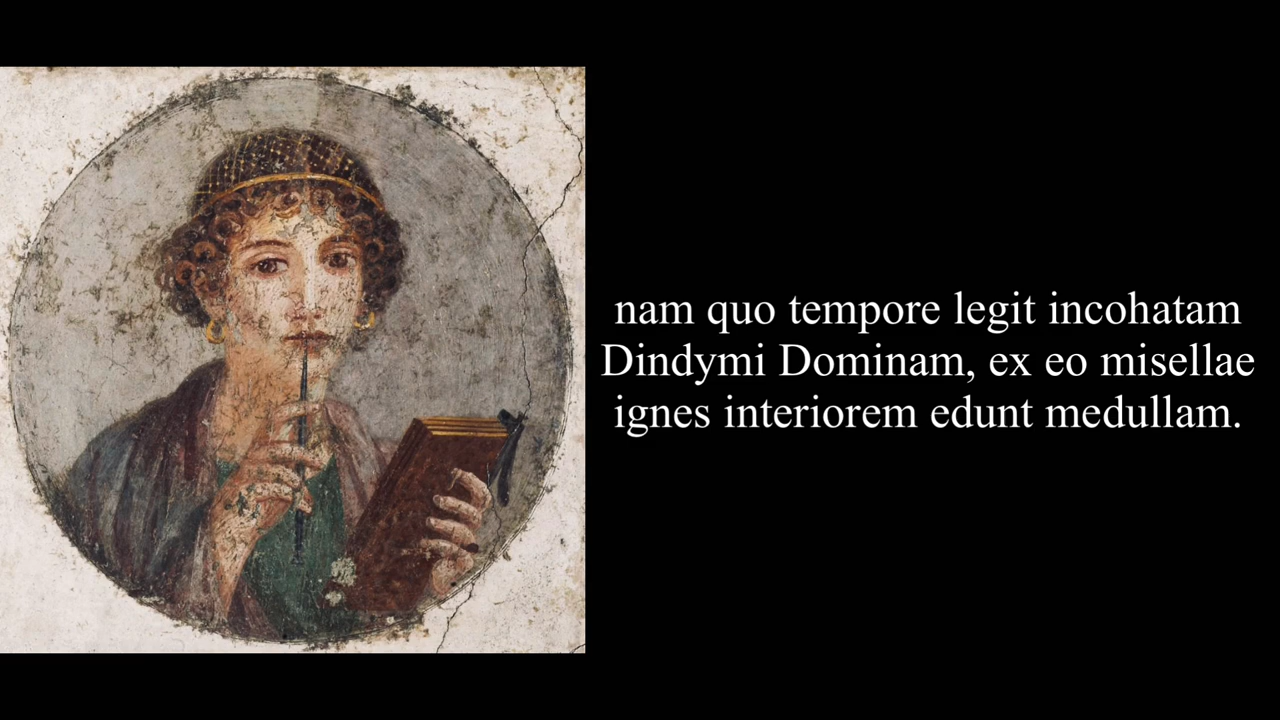 nam quo tempore legit incohatam
Dindymi Dominam, ex eo misellae
ignes interiorem edunt medullam.